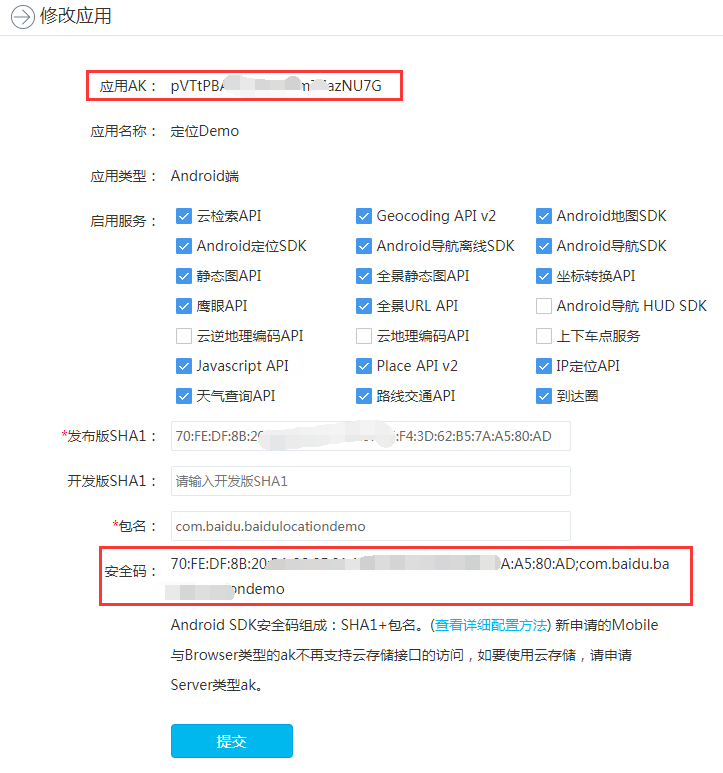 修改应用
应用AK： pVTtPB azNU7G
应用名称： 定位Demo
应用类型： Android端
启用服务： 云检索API Geocoding API v2 Android地图SDK
Android定位SDK Android导航离线SDK Android导航SDK
静态图API 全景静态图API 坐标转换API
鹰眼API 全景URL API Android导航 HUD SDK
云逆地理编码API 云地理编码API 上下车点服务
Javascript API Place API v2 IP定位API
天气查询API 路线交通API 到达圈
*发布版SHA1： 70:FE:DF:8B:20 :F4:3D:62:B5:7A:A5:80:AD
开发版SHA1： 请输入开发版SHA1
*包名： com.baidu.baidulocationdemo
安全码： 70:FE:DF:8B:20 A:A5:80:AD;com.baidu.ba
ondemo
Android SDK安全码组成：SHA1+包名。(查看详细配置方法) 新申请的Mobile
与Browser类型的ak不再支持云存储接口的访问，如要使用云存储，请申请
Server类型ak。
提交